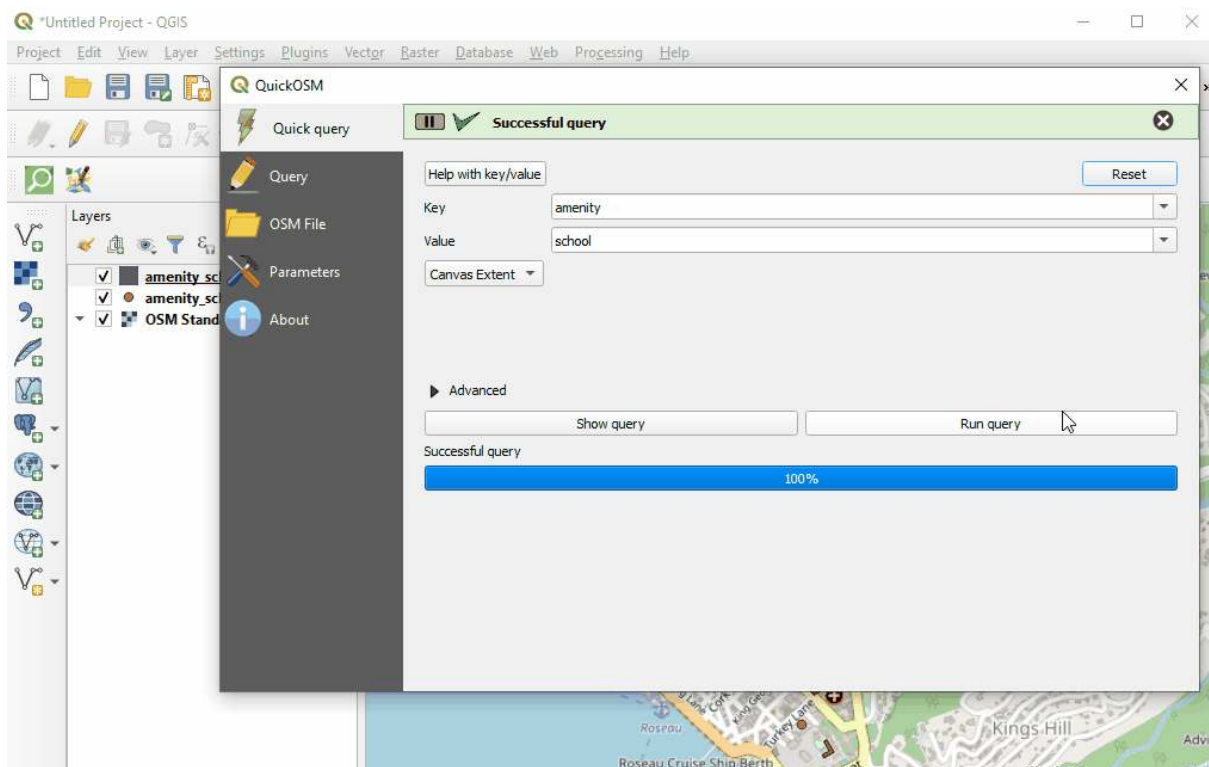 *Untitled Project - QGIS
Project Edit View Layer Settings Plugins Vector Raster Database Web Processing Help
QuickOSM
Quick query
Successful query
Query
Help with key/value
Reset
OSM File
Key
amenity
Value
school
Parameters
Canvas Extent
About
Layers
amenity_sc
amenity_scl
OSM Stand
Advanced
Show query
Run query
Successful query
100%
King Geo
Turkey Lane
Roseau
Kings Hill
Roseau Cruise Ship Berth